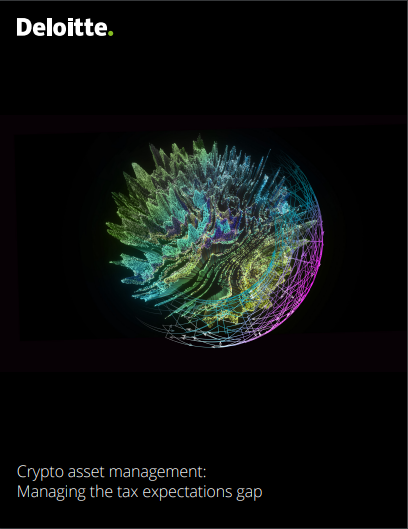 Deloitte.
Crypto asset management:
Managing the tax expectations gap